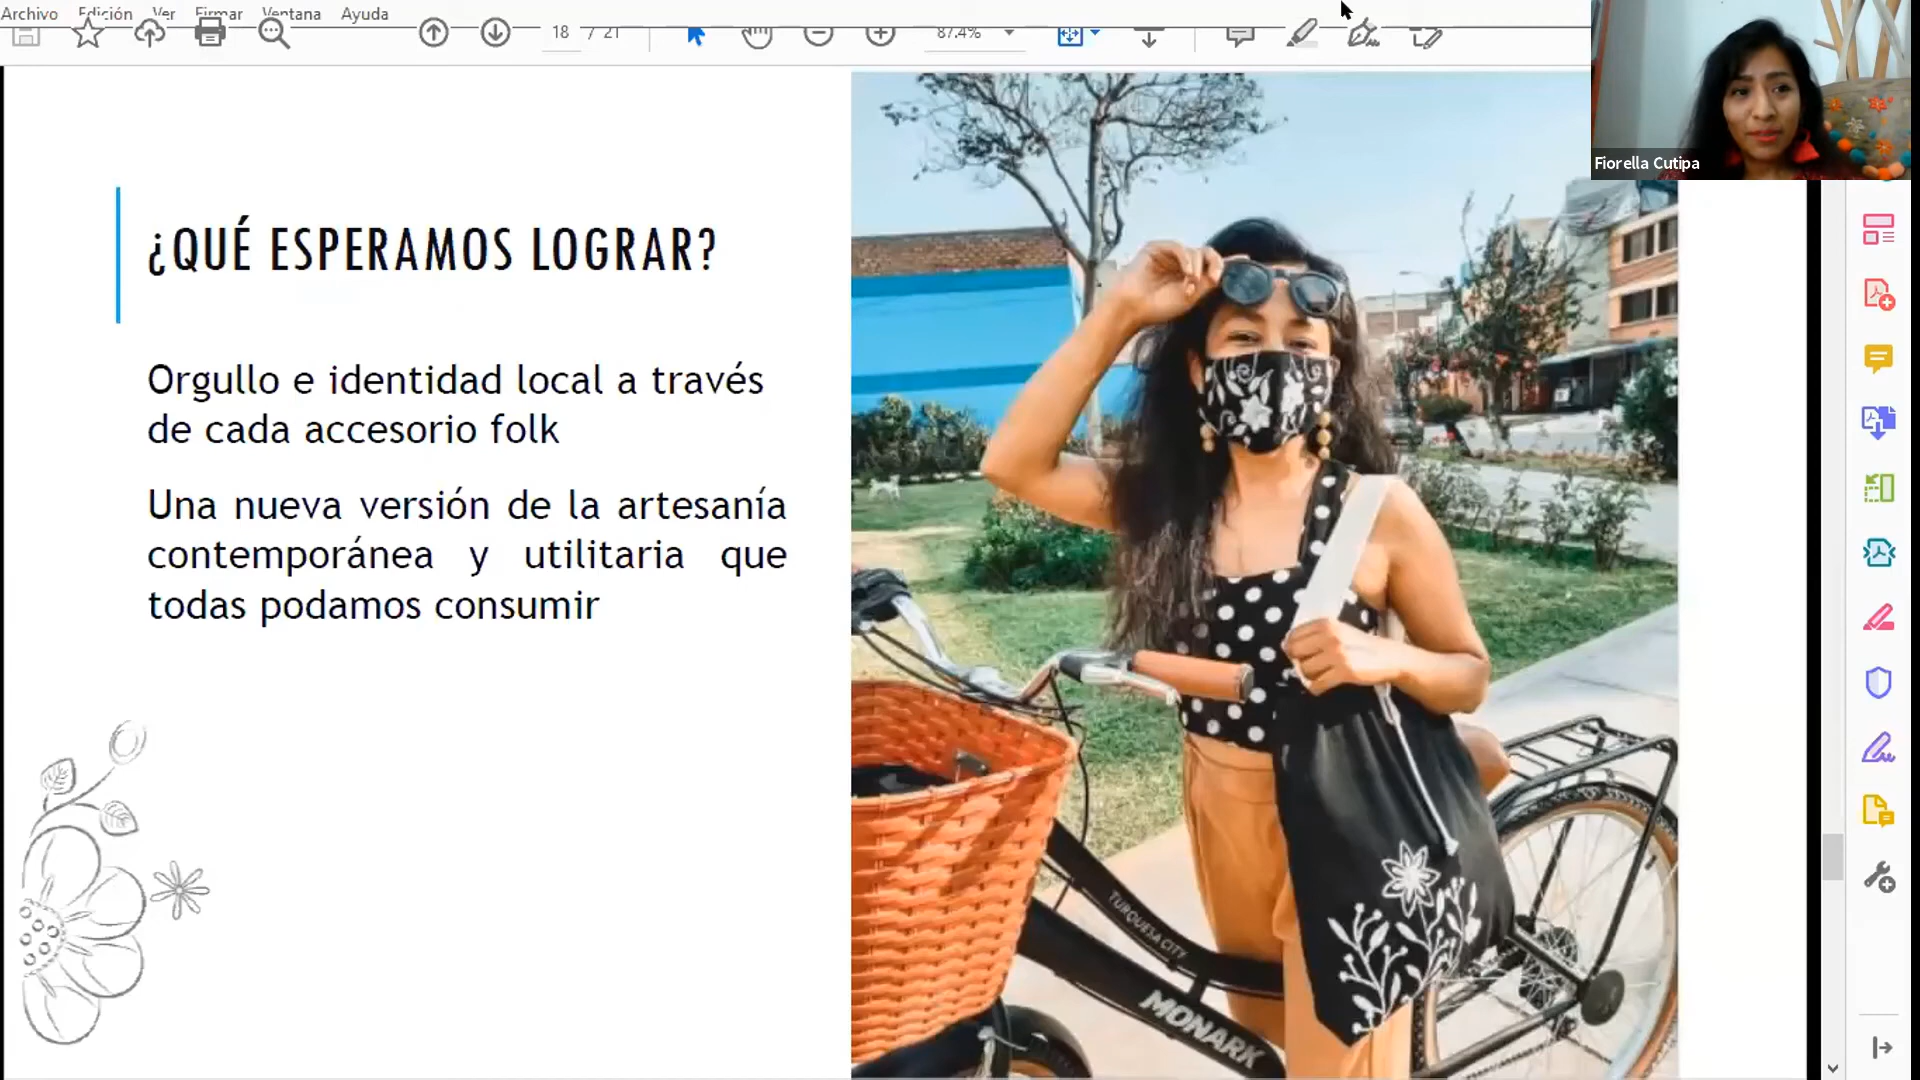 Archivo Edición Ver Firmar Ventana Ayuda
18 / 21
87.4%
Fiorella Cutipa
¿QUÉ ESPERAMOS LOGRAR?
Orgullo e identidad local a través
de cada accesorio folk
Una nueva versión de la artesanía
contemporánea y utilitaria que
todas podamos consumir
TURQUESA CITY
MONARK